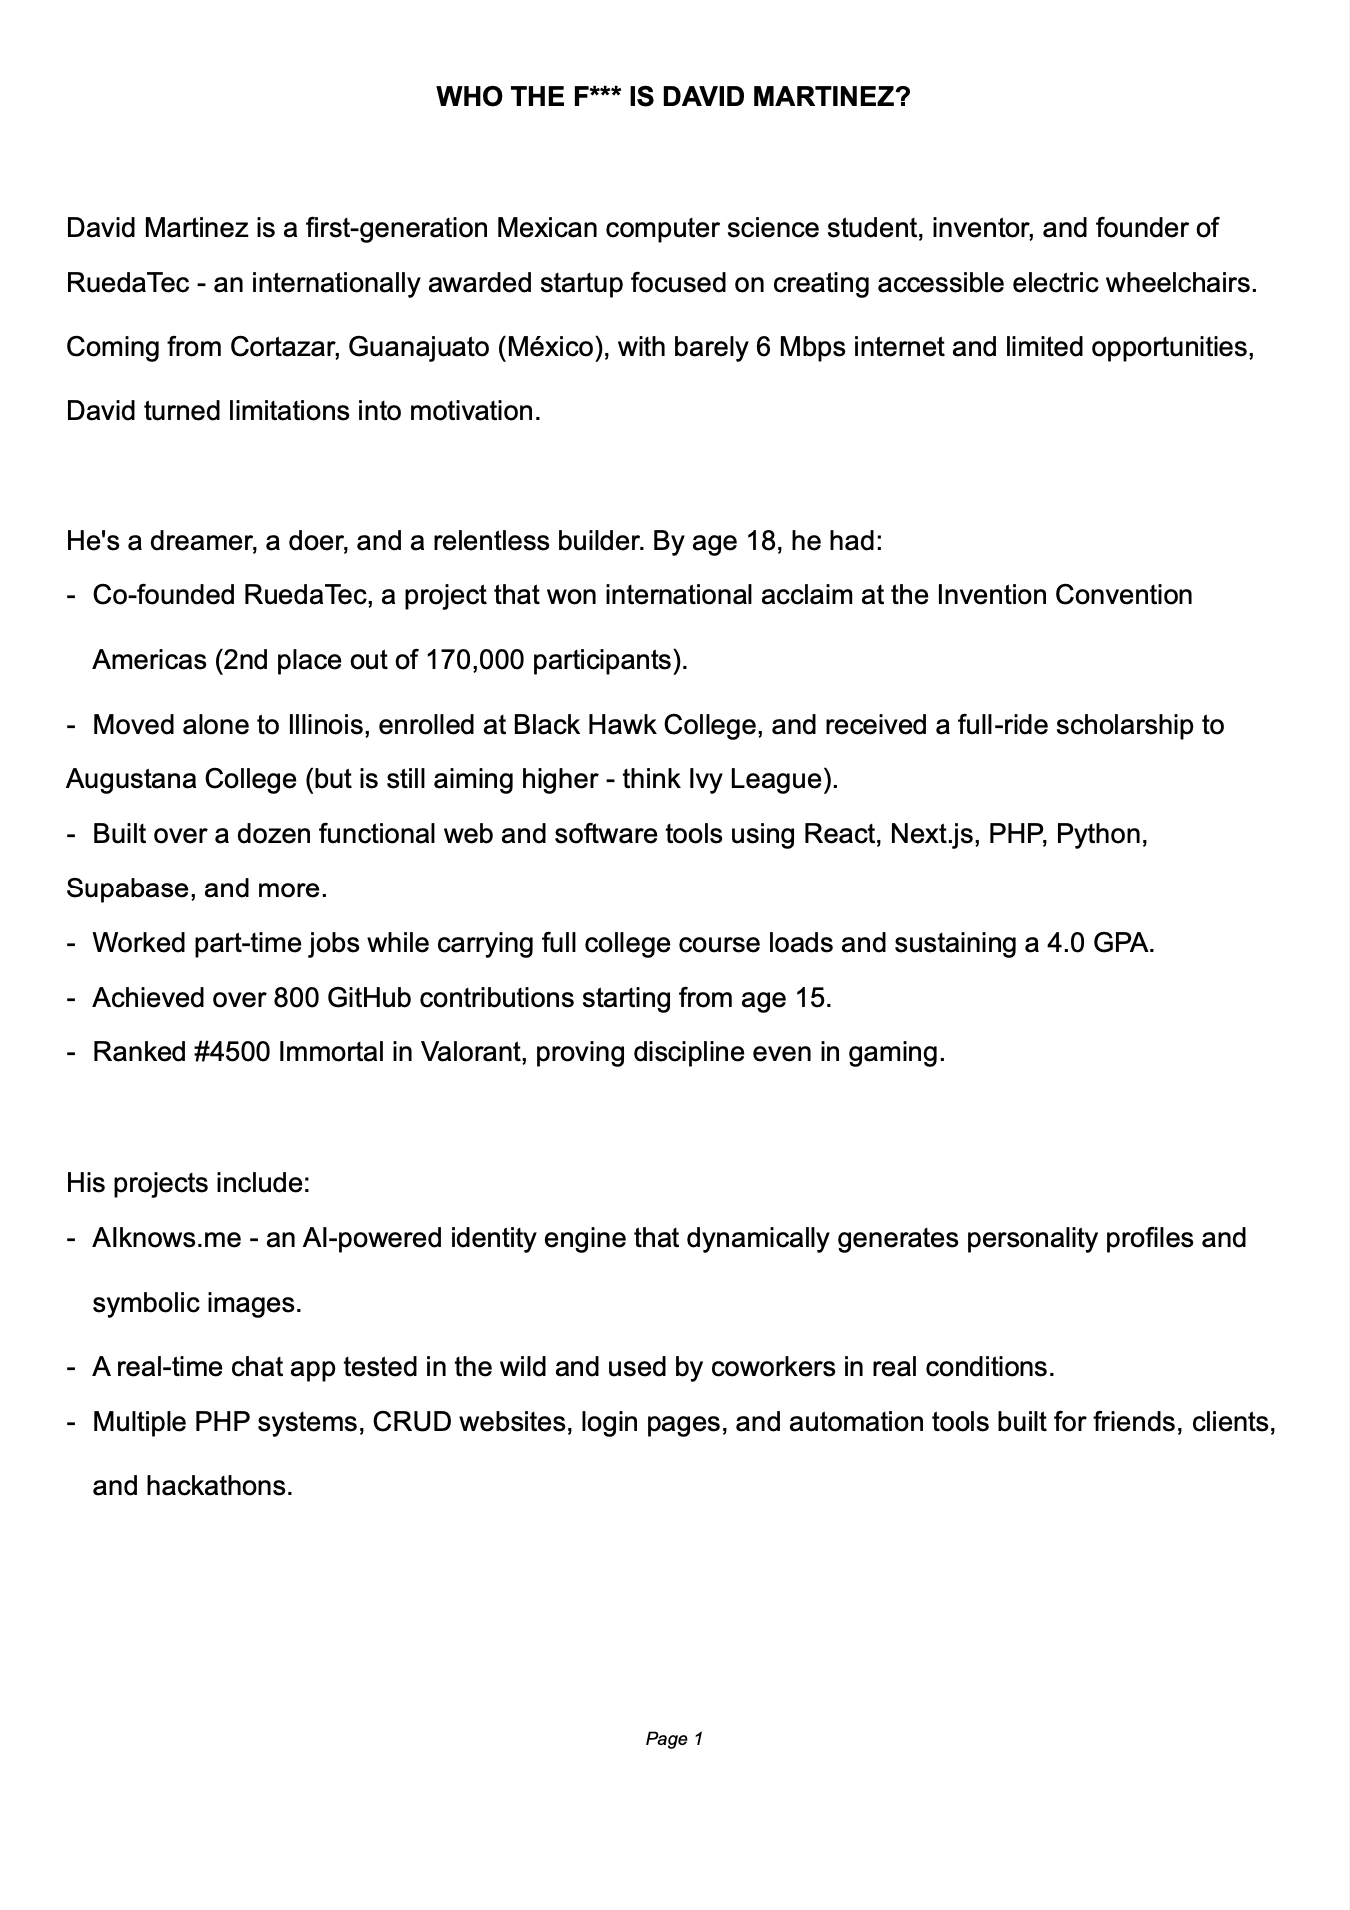 WHO THE F*** IS DAVID MARTINEZ?
David Martinez is a first-generation Mexican computer science student, inventor, and founder of
RuedaTec - an internationally awarded startup focused on creating accessible electric wheelchairs.
Coming from Cortazar, Guanajuato (México), with barely 6 Mbps internet and limited opportunities,
David turned limitations into motivation.
He's a dreamer, a doer, and a relentless builder. By age 18, he had:
- Co-founded RuedaTec, a project that won international acclaim at the Invention Convention
Americas (2nd place out of 170,000 participants).
- Moved alone to Illinois, enrolled at Black Hawk College, and received a full-ride scholarship to
Augustana College (but is still aiming higher - think Ivy League).
- Built over a dozen functional web and software tools using React, Next.js, PHP, Python,
Supabase, and more.
- Worked part-time jobs while carrying full college course loads and sustaining a 4.0 GPA.
- Achieved over 800 GitHub contributions starting from age 15.
- Ranked #4500 Immortal in Valorant, proving discipline even in gaming.
His projects include:
- AIknows.me - an AI-powered identity engine that dynamically generates personality profiles and
symbolic images.
- A real-time chat app tested in the wild and used by coworkers in real conditions.
- Multiple PHP systems, CRUD websites, login pages, and automation tools built for friends, clients,
and hackathons.
Page 1